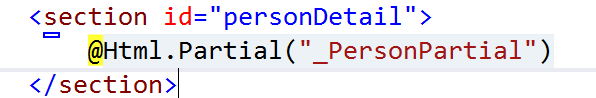 <section id="personDetail">
@Html.Partial("_PersonPartial")
</section>